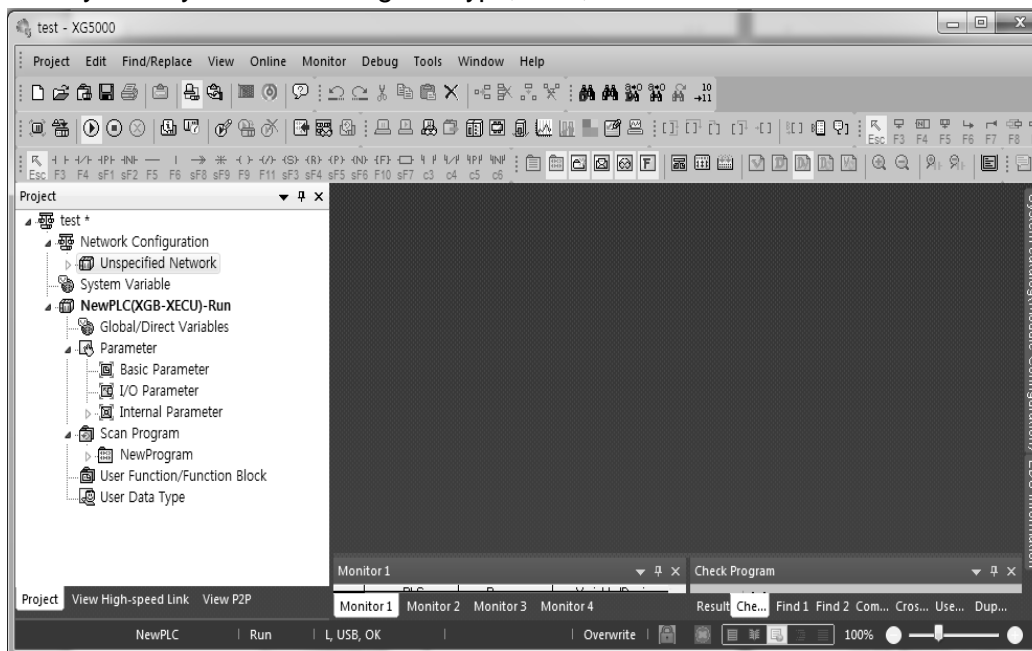 test - XG5000
Project Edit Find/Replace View Online Monitor Debug Tools Window Help
Esc F3 F4 F5 F6 F7 F8
Esc F3 F4 sF1 sF2 F5 F6 sF8 sF9 F9 F11 sF3 sF4 sF5 sF6 F10 sF7 c3 c4 c5 c6
Project
test *
Network Configuration
Unspecified Network
System Variable
NewPLC(XGB-XECU)-Run
Global/Direct Variables
Parameter
Basic Parameter
I/O Parameter
Internal Parameter
Scan Program
NewProgram
User Function/Function Block
User Data Type
Monitor 1
Check Program
Project View High-speed Link View P2P
Monitor 1 Monitor 2 Monitor 3 Monitor 4
Result Che... Find 1 Find 2 Com... Cros... Use... Dup...
NewPLC Run L, USB, OK Overwrite 100%